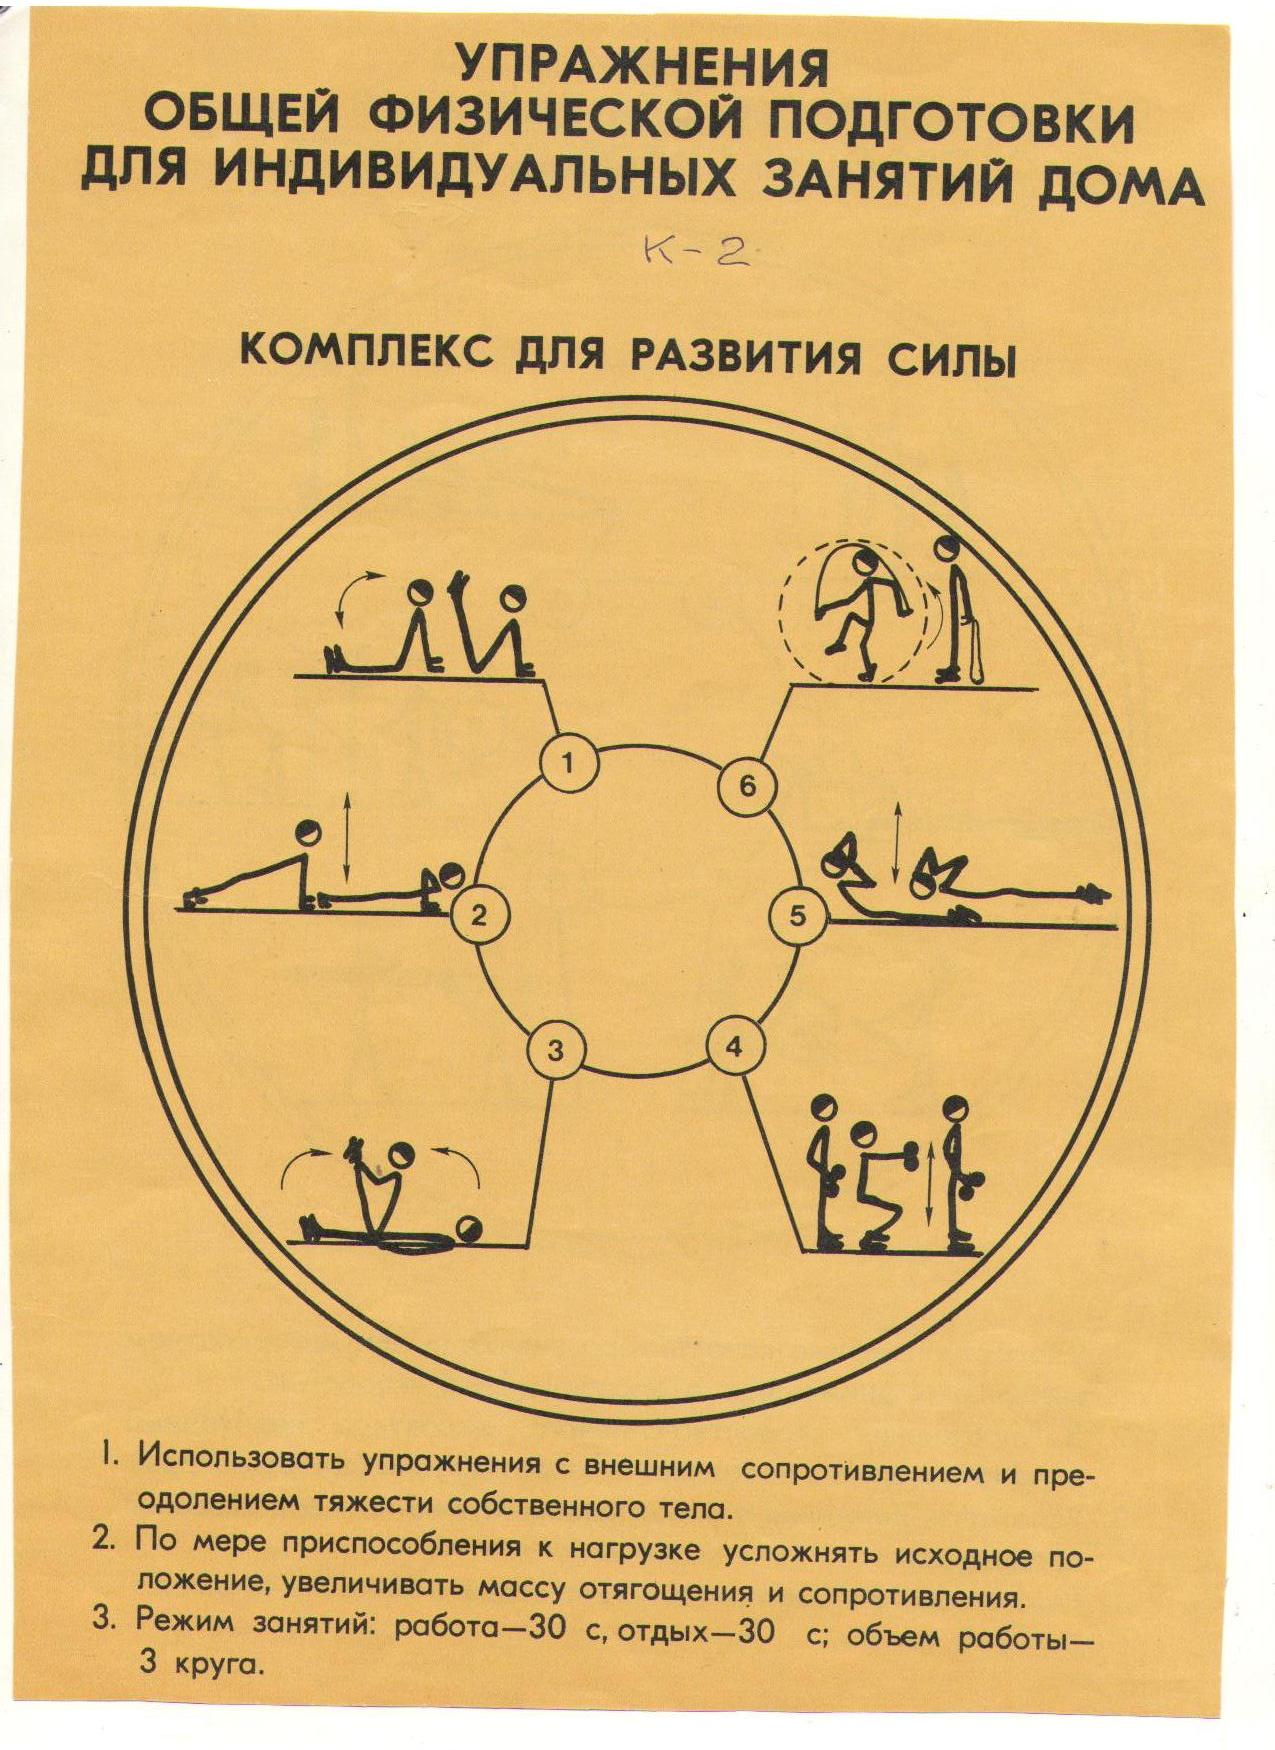 УПРАЖНЕНИЯ
ОБЩЕЙ ФИЗИЧЕСКОЙ ПОДГОТОВКИ
ДЛЯ ИНДИВИДУАЛЬНЫХ ЗАНЯТИЙ ДОМА
К-2
КОМПЛЕКС ДЛЯ РАЗВИТИЯ СИЛЫ
1
6
2
5
3
4
1. Использовать упражнения с внешним сопротивлением и пре-
одолением тяжести собственного тела.
2. По мере приспособления к нагрузке усложнять исходное по-
ложение, увеличивать массу отягощения и сопротивления.
3. Режим занятий: работа—30 с, отдых—30 с; объем работы—
3 круга.